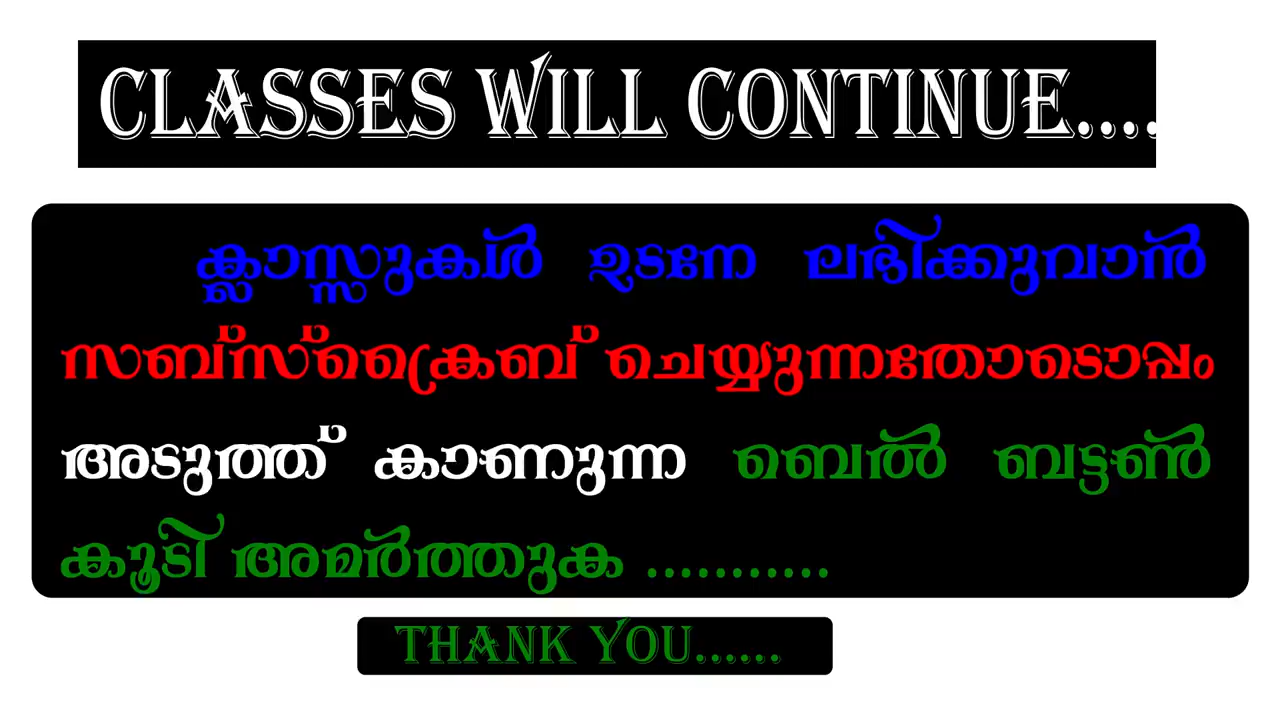 CLASSES WILL CONTINUE....
ക്ലാസ്സുകൾ ഉടനേ ലഭിക്കുവാൻ
സബ്സ്ക്രൈബ് ചെയ്യുന്നതോടൊപ്പം
അടുത്ത് കാണുന്ന ബെൽ ബട്ടൺ
കൂടി അമർത്തുക ...........
THANK YOU......